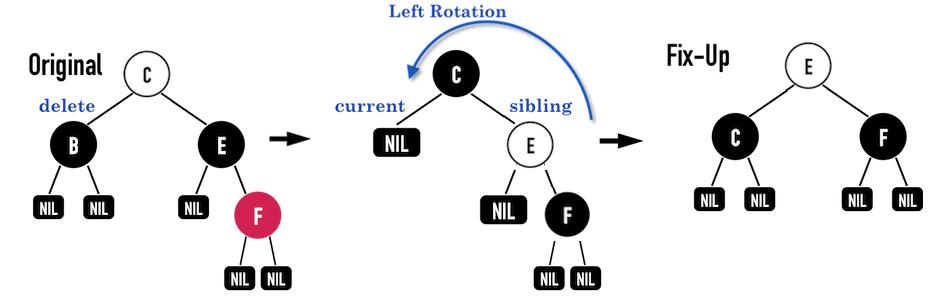 Left Rotation
Original
C
delete
B
E
NIL
NIL
NIL
F
NIL
NIL
C
current
sibling
NIL
E
NIL
F
NIL
NIL
Fix-Up
E
C
F
NIL
NIL
NIL
NIL